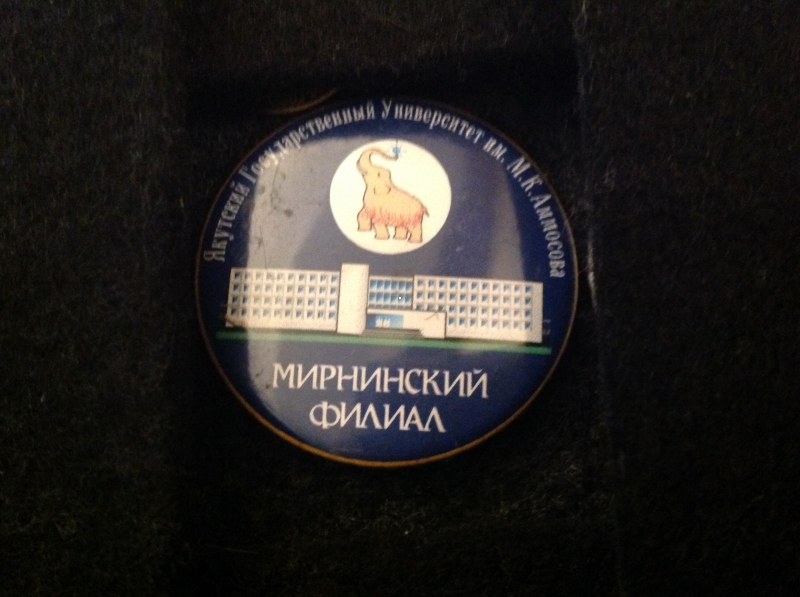 Якутский Государственный Университет им. М.К.Аммосова
МИРНИНСКИЙ
ФИЛИАЛ